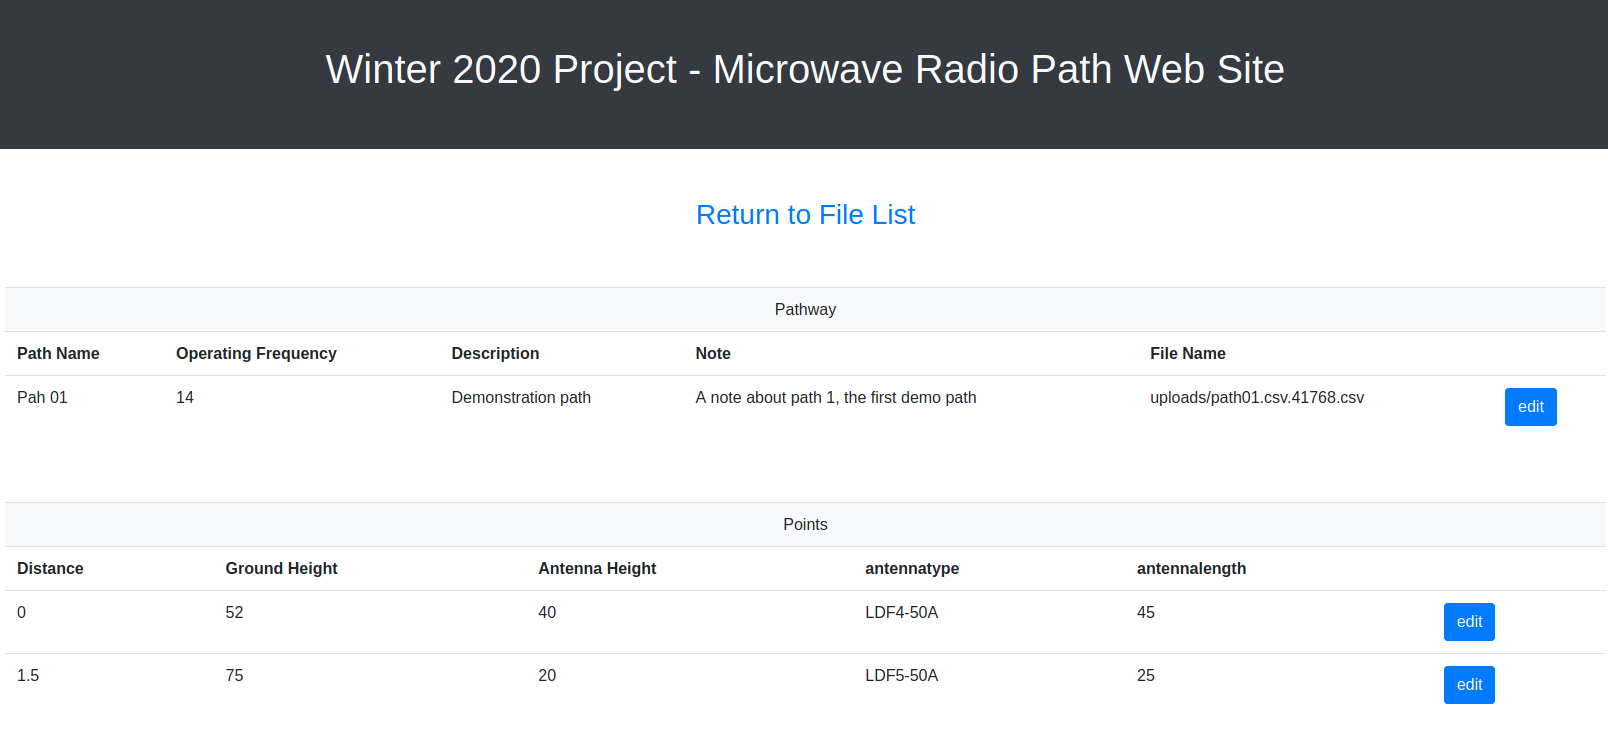 Winter 2020 Project - Microwave Radio Path Web Site
Return to File List
Pathway
Path Name Operating Frequency Description Note File Name
Pah 01 14 Demonstration path A note about path 1, the first demo path uploads/path01.csv.41768.csv edit
Points
Distance Ground Height Antenna Height antennatype antennalength
0 52 40 LDF4-50A 45 edit
1.5 75 20 LDF5-50A 25 edit